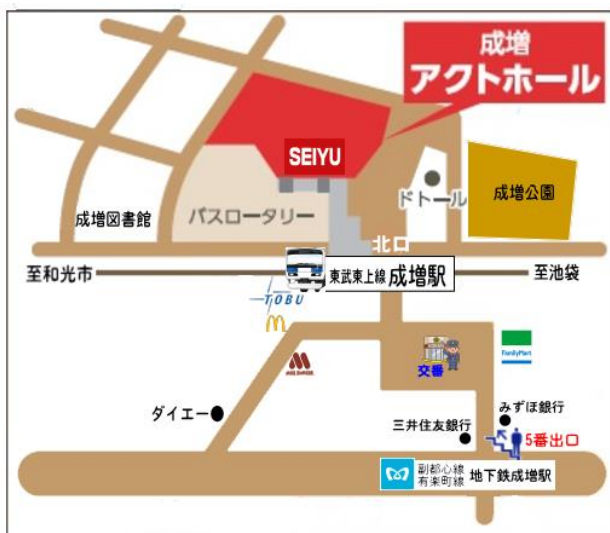 成増
アクトホール
SEIYU
成増図書館
バスロータリー
ドトール
成増公園
北口
至和光市
東武東上線 成増駅
至池袋
TOBU
MOS BURGER
交番
FamilyMart
ダイエー
三井住友銀行
みずほ銀行
5番出口
副都心線
有楽町線 地下鉄成増駅